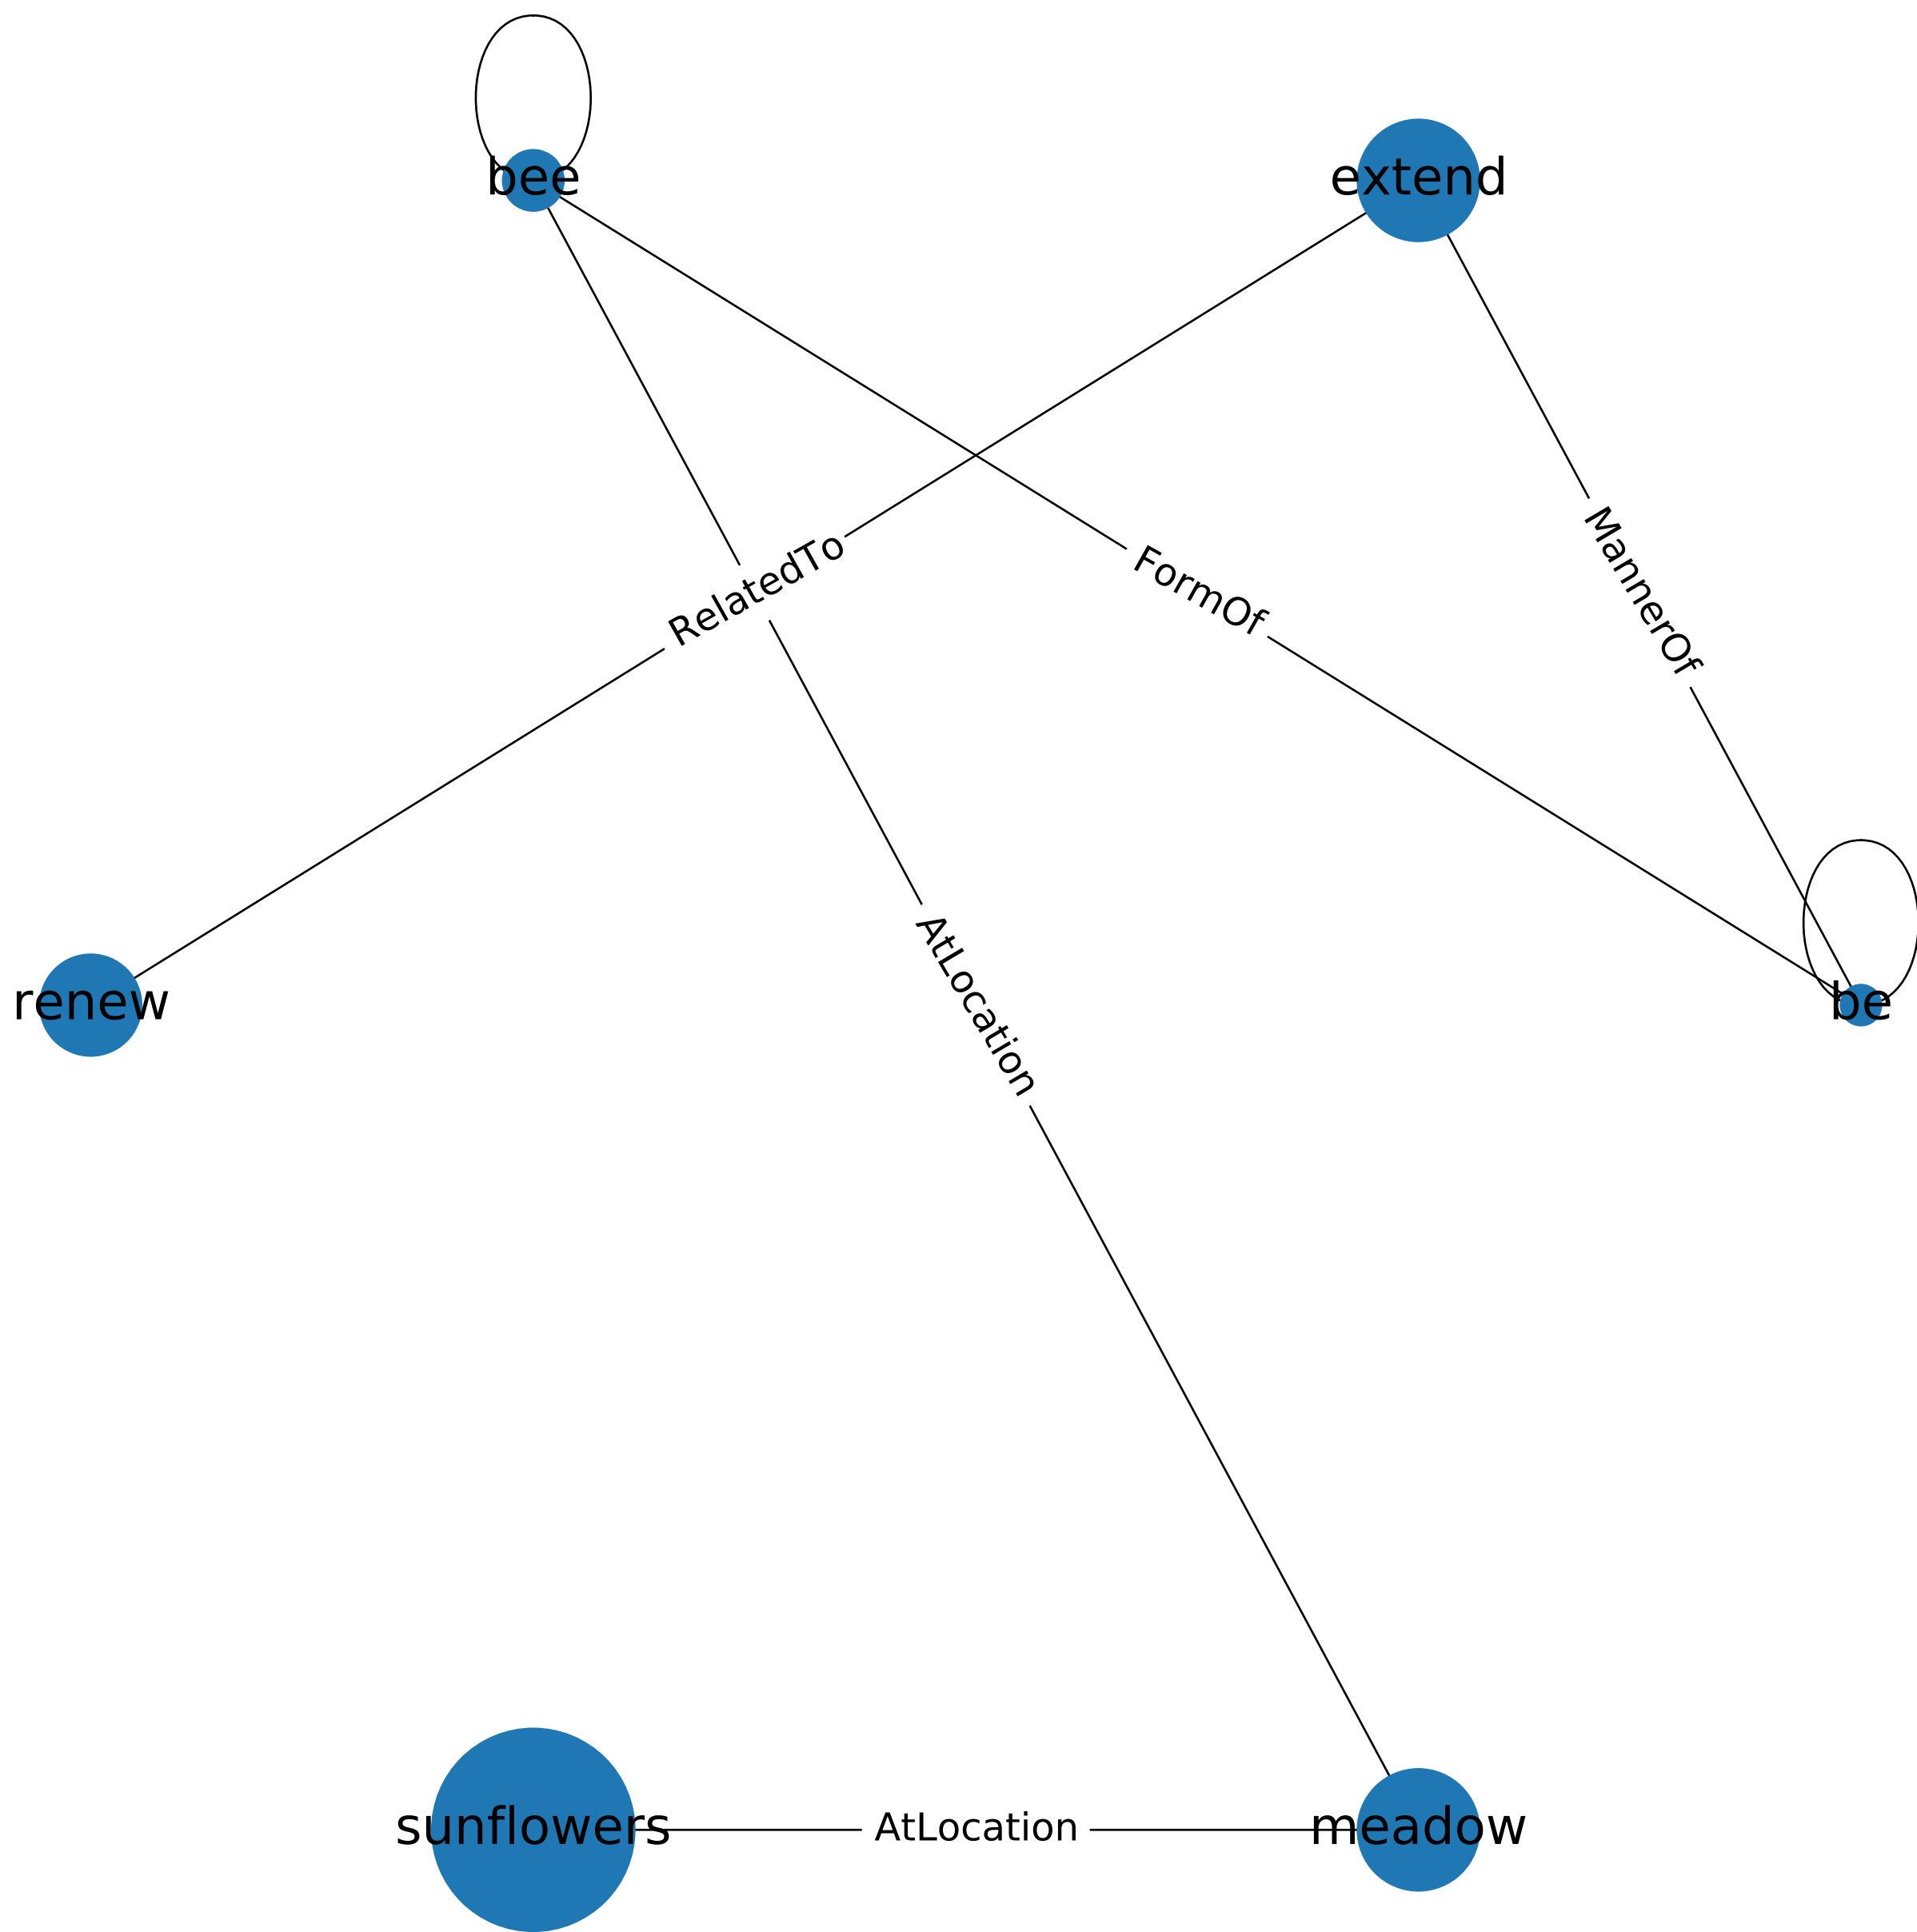 bee
extend
RelatedTo
FormOf
MannerOf
renew
AtLocation
be
sunflowers
AtLocation
meadow